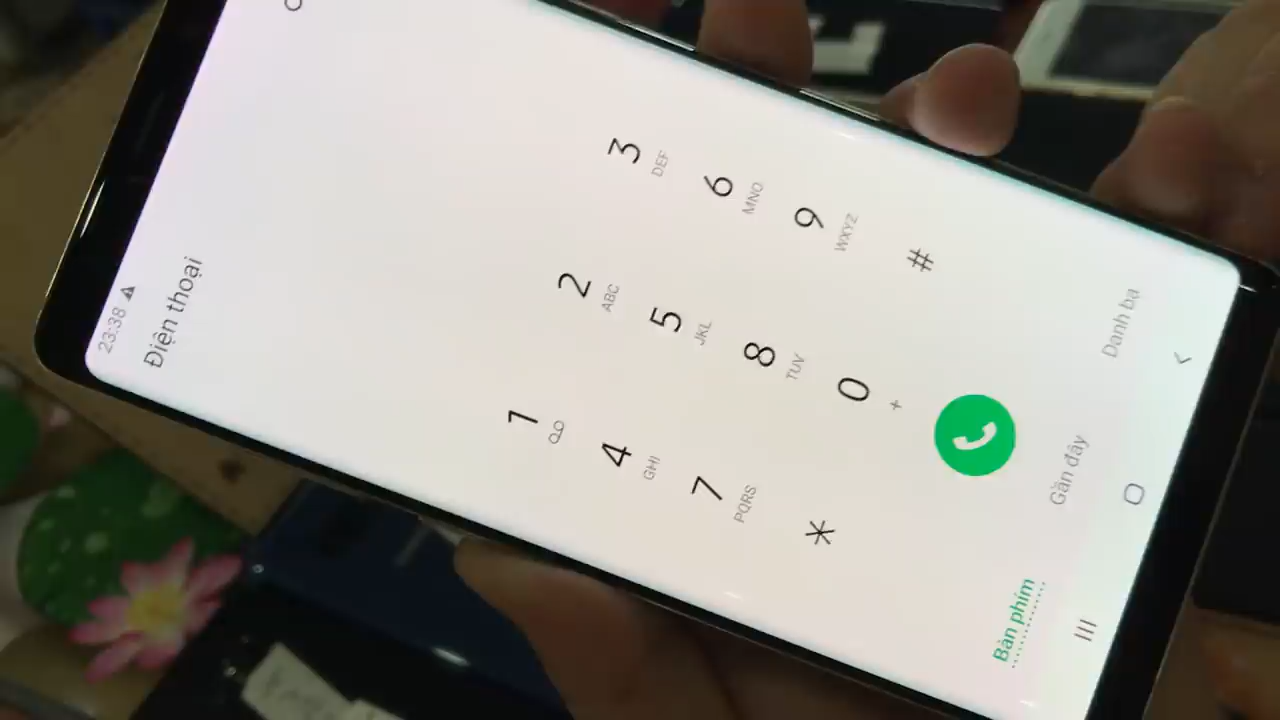 23:38
Điện thoại
1 2 3
ABC DEF
4 5 6
GHI JKL MNO
7 8 9
PQRS TUV WXYZ
* 0 #
+
Bàn phím Gần đây Danh bạ